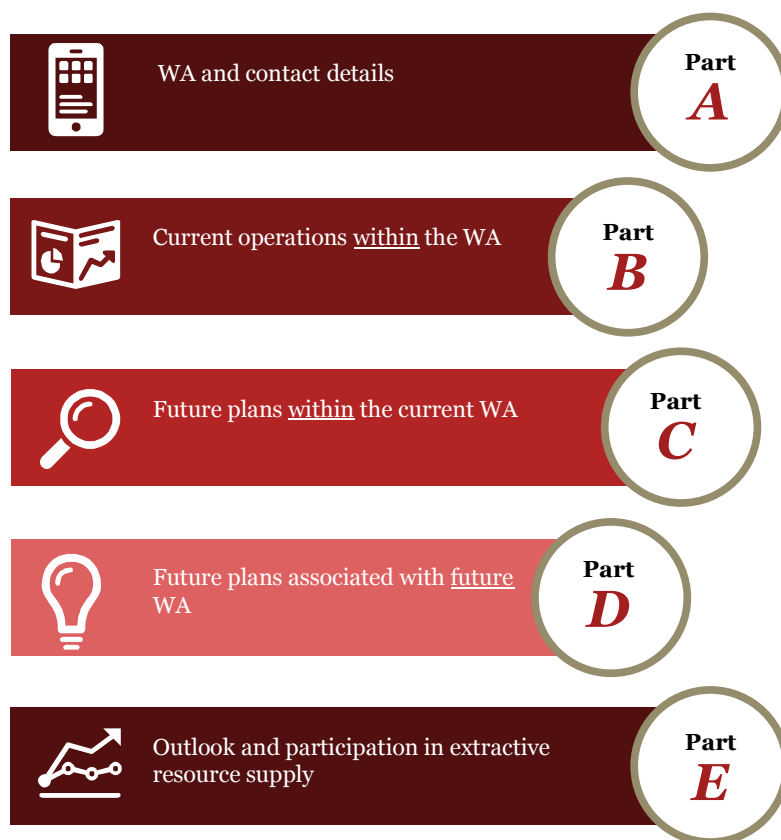 WA and contact details
Part
A
Current operations within the WA
Part
B
Future plans within the current WA
Part
C
Future plans associated with future
WA
Part
D
Outlook and participation in extractive
resource supply
Part
E